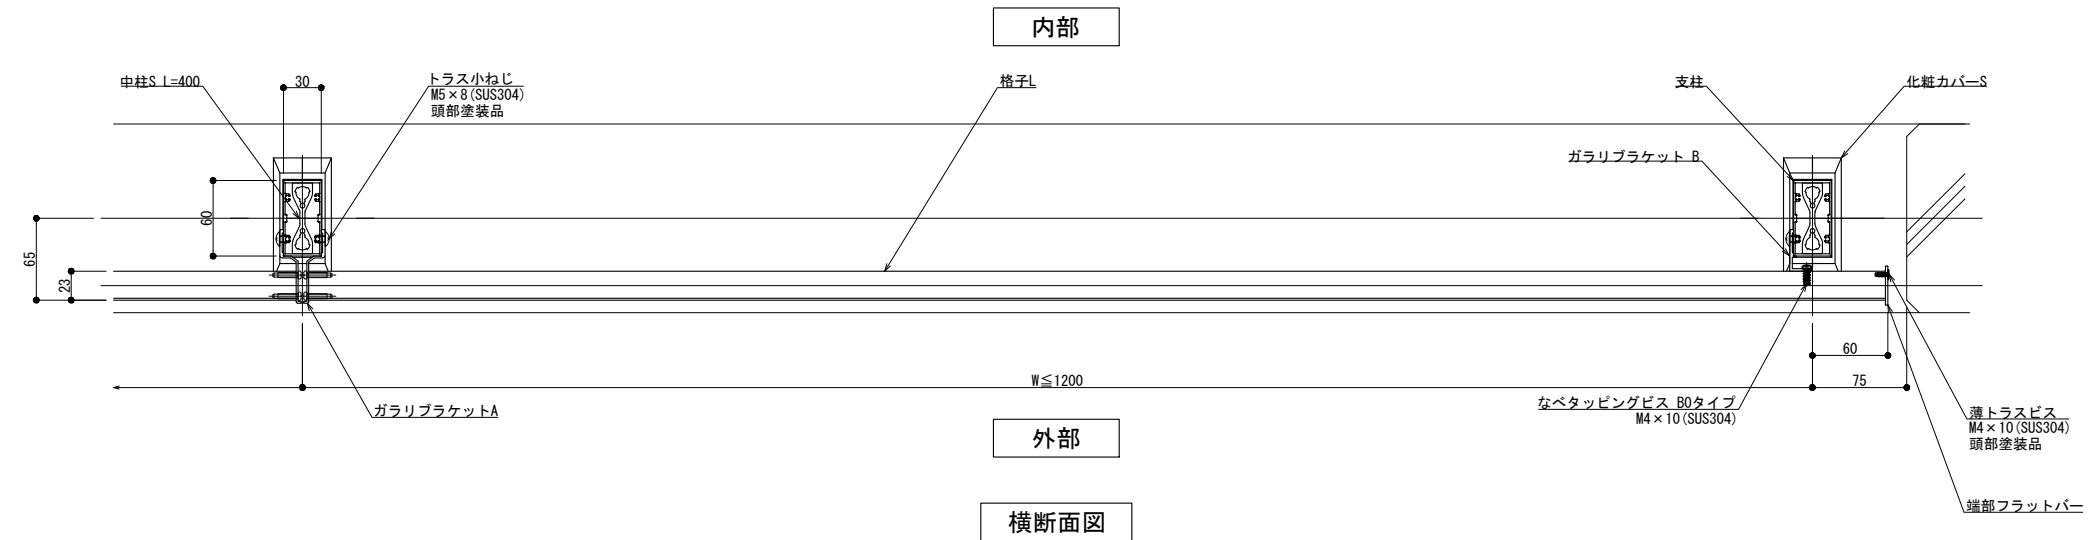 内部
中柱S L=400
30
トラス小ねじ
M5×8(SUS304)
頭部塗装品
格子L
支柱
化粧カバーS
ガラリブラケット B
60
65
23
60
W≦1200
75
ガラリブラケットA
なベタッピングビス B0タイプ
M4×10(SUS304)
薄トラスビス
M4×10(SUS304)
頭部塗装品
外部
端部フラットバー
横断面図